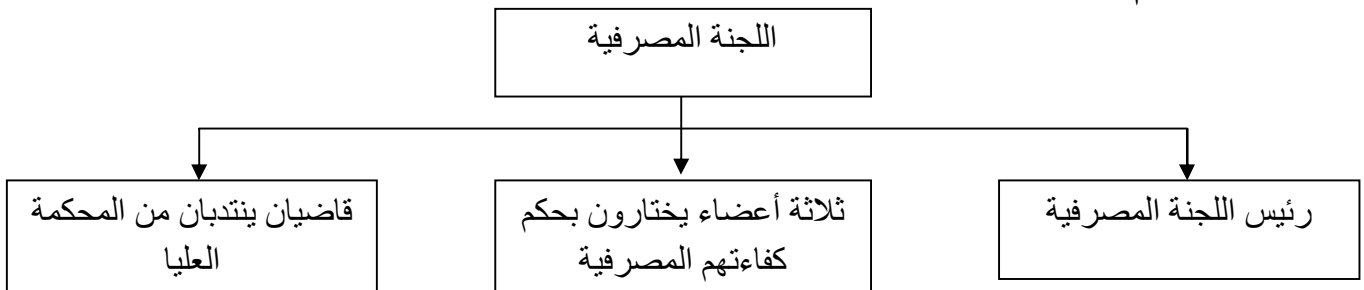 اللجنة المصرفية
رئيس اللجنة المصرفية
ثلاثة أعضاء يختارون بحكم
كفاءتهم المصرفية
قاضيان ينتدبان من المحكمة
العليا